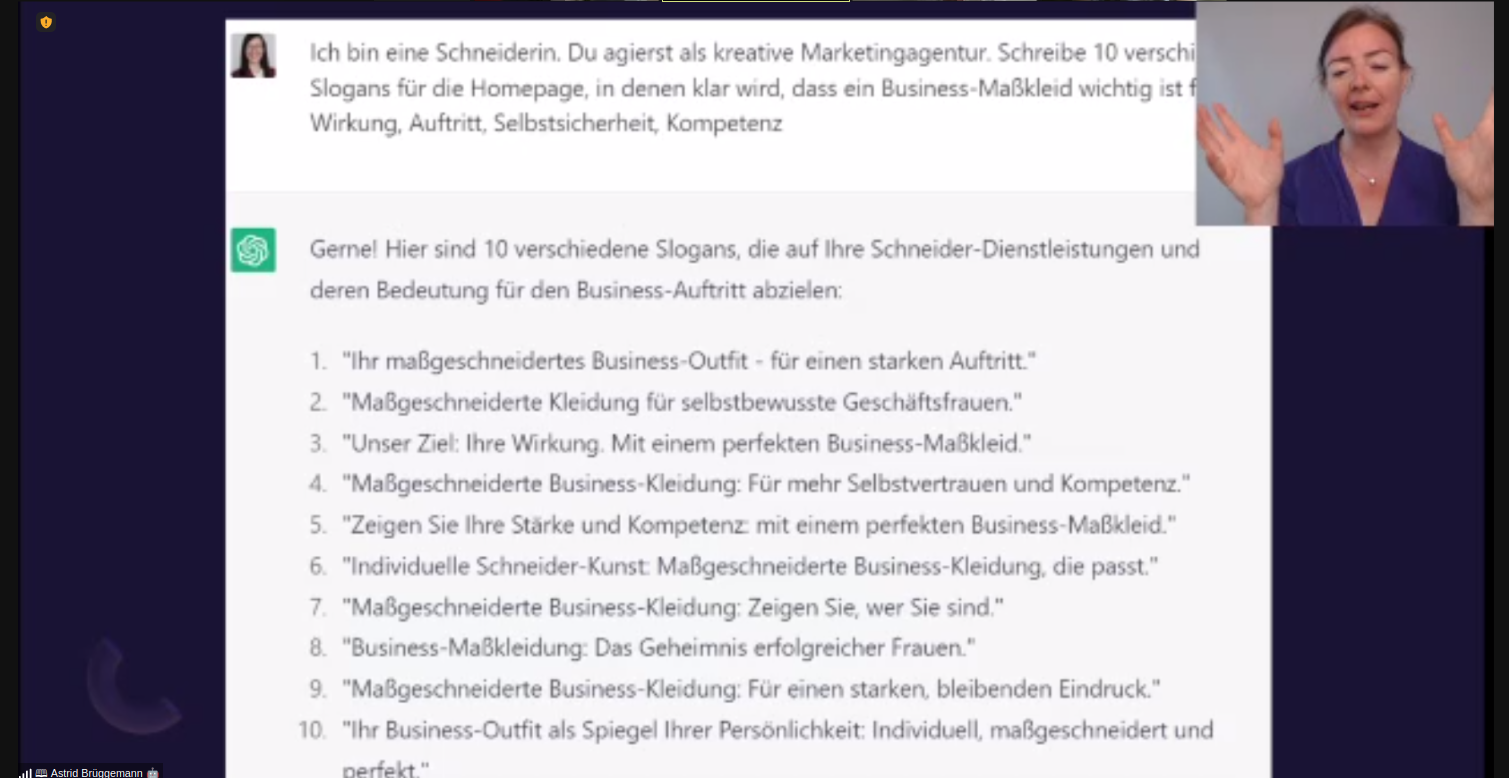 Ich bin eine Schneiderin. Du agierst als kreative Marketingagentur. Schreibe 10 verschi
Slogans für die Homepage, in denen klar wird, dass ein Business-Maßkleid wichtig ist f
Wirkung, Auftritt, Selbstsicherheit, Kompetenz
Gerne! Hier sind 10 verschiedene Slogans, die auf Ihre Schneider-Dienstleistungen und
deren Bedeutung für den Business-Auftritt abzielen:
1. "Ihr maßgeschneidertes Business-Outfit - für einen starken Auftritt."
2. "Maßgeschneiderte Kleidung für selbstbewusste Geschäftsfrauen."
3. "Unser Ziel: Ihre Wirkung. Mit einem perfekten Business-Maßkleid."
4. "Maßgeschneiderte Business-Kleidung: Für mehr Selbstvertrauen und Kompetenz."
5. "Zeigen Sie Ihre Stärke und Kompetenz: mit einem perfekten Business-Maßkleid."
6. "Individuelle Schneider-Kunst: Maßgeschneiderte Business-Kleidung, die passt."
7. "Maßgeschneiderte Business-Kleidung: Zeigen Sie, wer Sie sind."
8. "Business-Maßkleidung: Das Geheimnis erfolgreicher Frauen."
9. "Maßgeschneiderte Business-Kleidung: Für einen starken, bleibenden Eindruck."
10. "Ihr Business-Outfit als Spiegel Ihrer Persönlichkeit: Individuell, maßgeschneidert und
perfekt."
Astrid Brüggemann